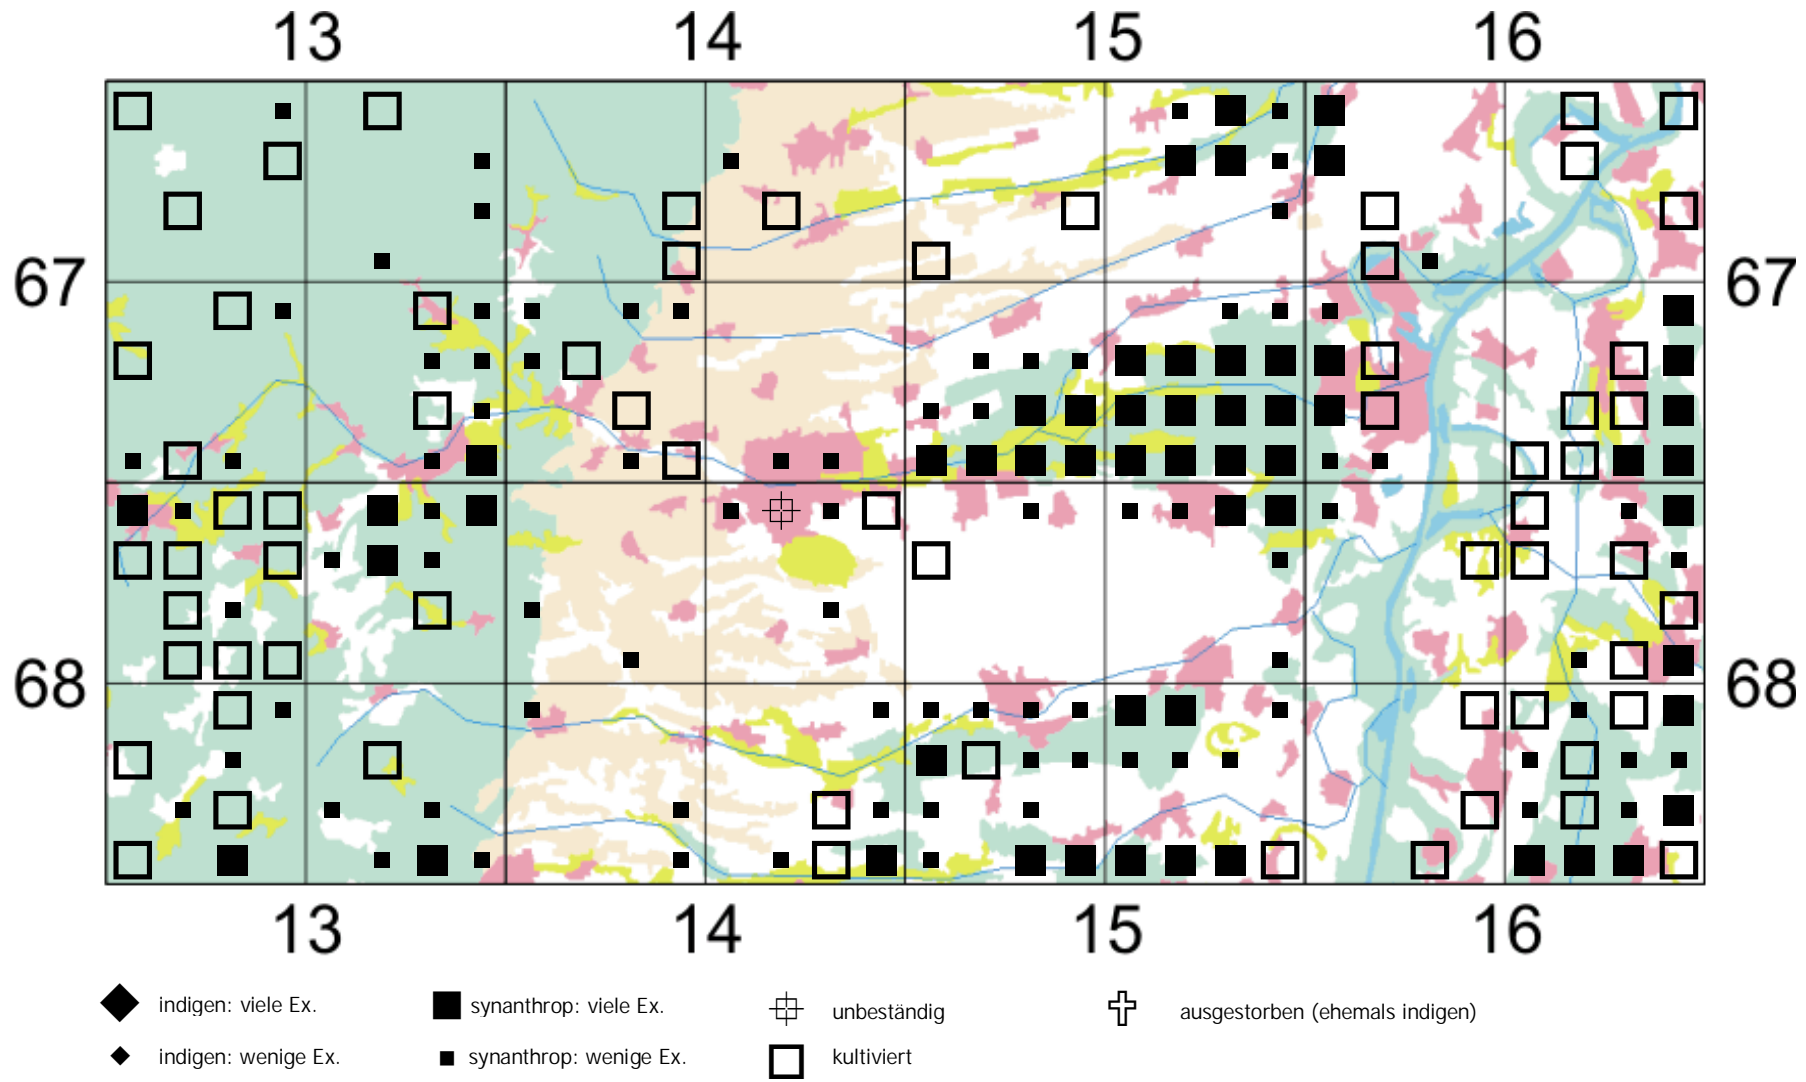 13 14 15 16
67 67
68 68
13 14 15 16
indigen: viele Ex. synanthrop: viele Ex. unbeständig ausgestorben (ehemals indigen)
indigen: wenige Ex. synanthrop: wenige Ex. kultiviert